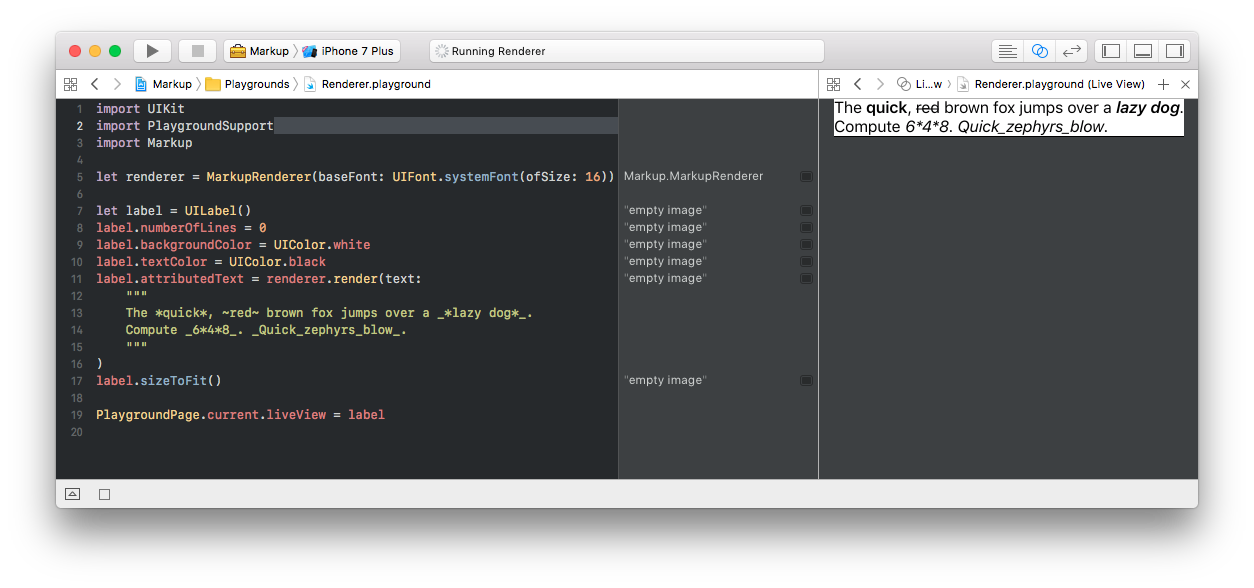 Markup iPhone 7 Plus Running Renderer
Markup Playgrounds Renderer.playground
Li...w Renderer.playground (Live View)
1 import UIKit
2 import PlaygroundSupport
3 import Markup
4
5 let renderer = MarkupRenderer(baseFont: UIFont.systemFont(ofSize: 16))
6
7 let label = UILabel()
8 label.numberOfLines = 0
9 label.backgroundColor = UIColor.white
10 label.textColor = UIColor.black
11 label.attributedText = renderer.render(text:
12 """
13 The *quick*, ~red~ brown fox jumps over a _*lazy dog*_.
14 Compute _6*4*8_. _Quick_zephyrs_blow_.
15 """
16 )
17 label.sizeToFit()
18
19 PlaygroundPage.current.liveView = label
20
Markup.MarkupRenderer
"empty image"
"empty image"
"empty image"
"empty image"
"empty image"
"empty image"
The quick, red brown fox jumps over a lazy dog.
Compute 6*4*8. Quick_zephyrs_blow.